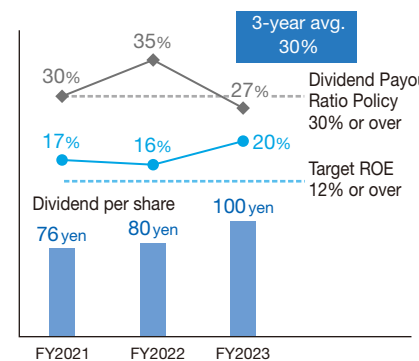 3-year avg.
30%
35%
30%
27%
Dividend Payou
Ratio Policy
30% or over
17%
16%
20%
Target ROE
12% or over
Dividend per share
76 yen
80 yen
100 yen
FY2021
FY2022
FY2023